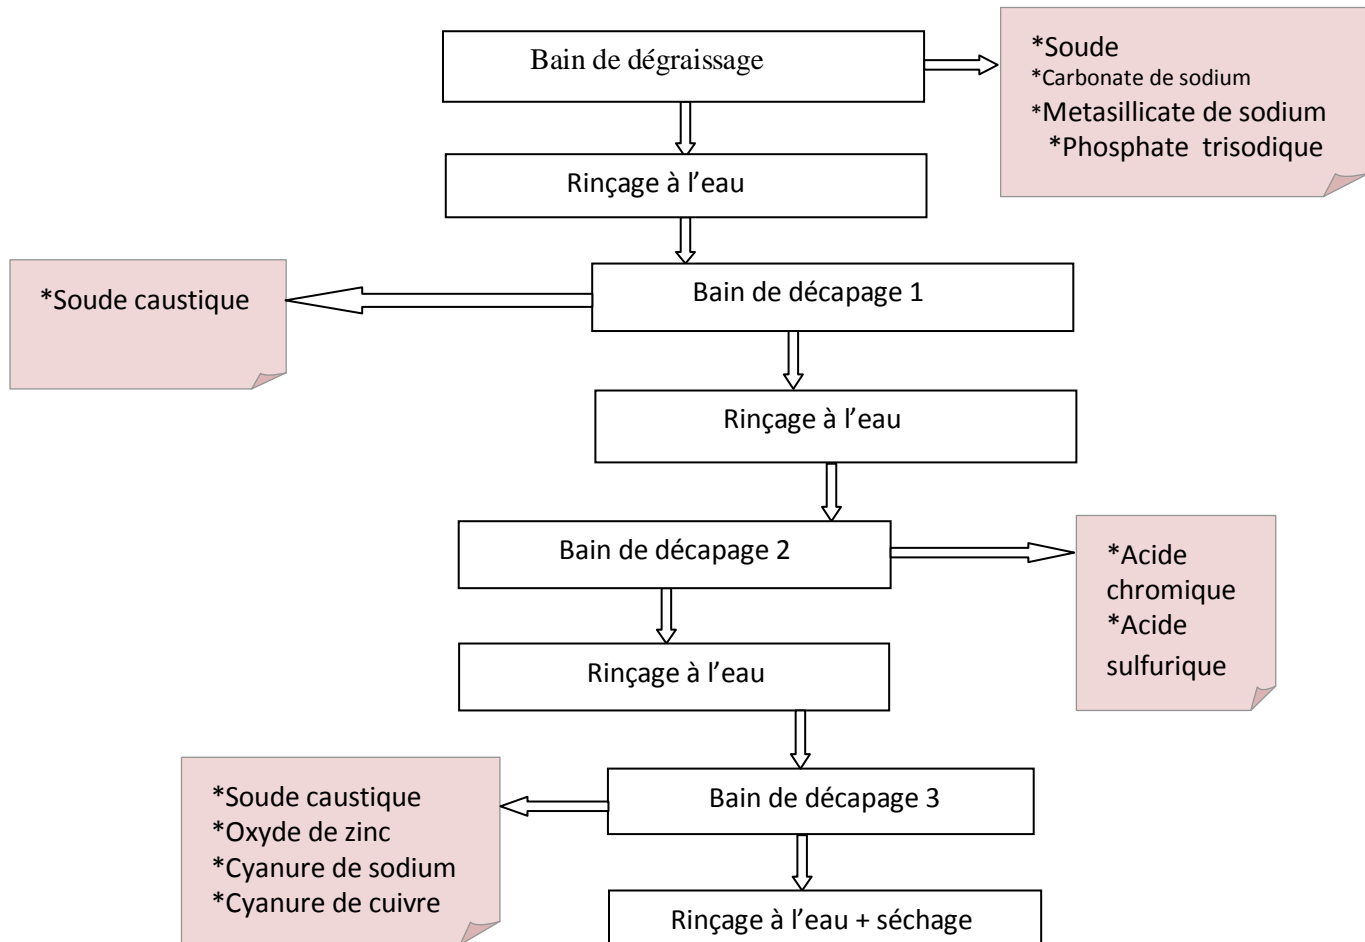 Bain de dégraissage
*Soude
*Carbonate de sodium
*Metasillicate de sodium
*Phosphate trisodique
Rinçage à l’eau
*Soude caustique
Bain de décapage 1
Rinçage à l’eau
Bain de décapage 2
*Acide
chromique
*Acide
sulfurique
Rinçage à l’eau
*Soude caustique
*Oxyde de zinc
*Cyanure de sodium
*Cyanure de cuivre
Bain de décapage 3
Rinçage à l’eau + séchage